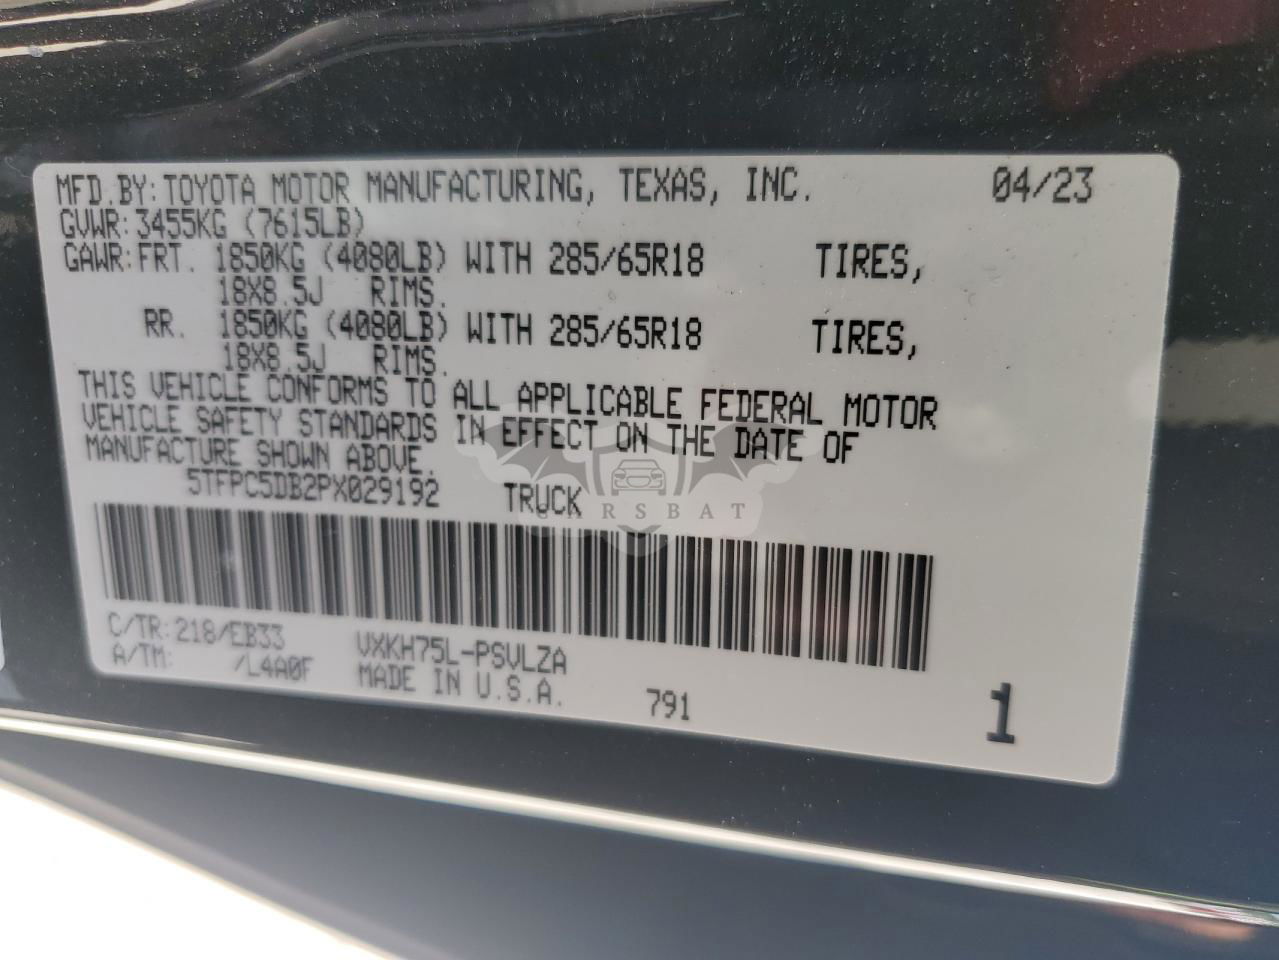 MFD.BY: TOYOTA MOTOR MANUFACTURING, TEXAS, INC. 04/23
GVWR: 3455KG (7615LB)
GAWR: FRT. 1850KG (4080LB) WITH 285/65R18 TIRES,
18X8.5J RIMS.
RR. 1850KG (4080LB) WITH 285/65R18 TIRES,
18X8.5J RIMS.
THIS VEHICLE CONFORMS TO ALL APPLICABLE FEDERAL MOTOR
VEHICLE SAFETY STANDARDS IN EFFECT ON THE DATE OF
MANUFACTURE SHOWN ABOVE.
5TFPC5DB2PX029192 TRUCK
CARSBAT
C/TR: 218/EB33 VXKH75L-PSVLZA
A/TM: /L4A0F MADE IN U.S.A. 791 1